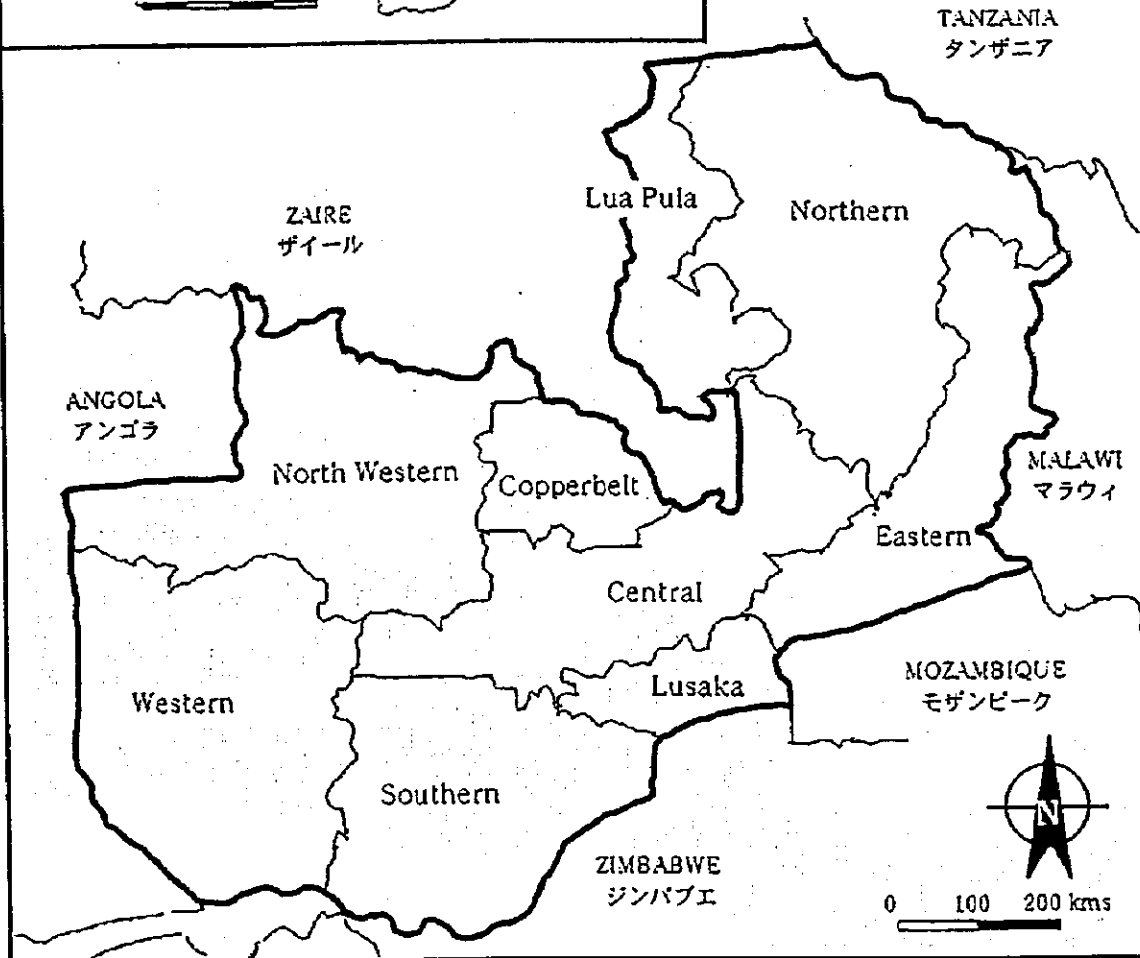 TANZANIA
タンザニア
Lua Pula
Northern
ZAIRE
ザイール
ANGOLA
アンゴラ
North Western
Copperbelt
MALAWI
マラウィ
Eastern
Central
Western
Lusaka
MOZAMBIQUE
モザンビーク
Southern
N
ZIMBABWE
ジンバブエ
0 100 200 kms